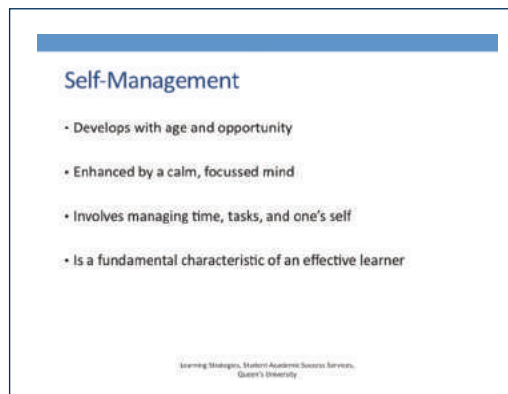 Self-Management
• Develops with age and opportunity
• Enhanced by a calm, focussed mind
• Involves managing time, tasks, and one's self
• Is a fundamental characteristic of an effective learner
Learning Strategies, Student Academic Success Services,
Queen's University